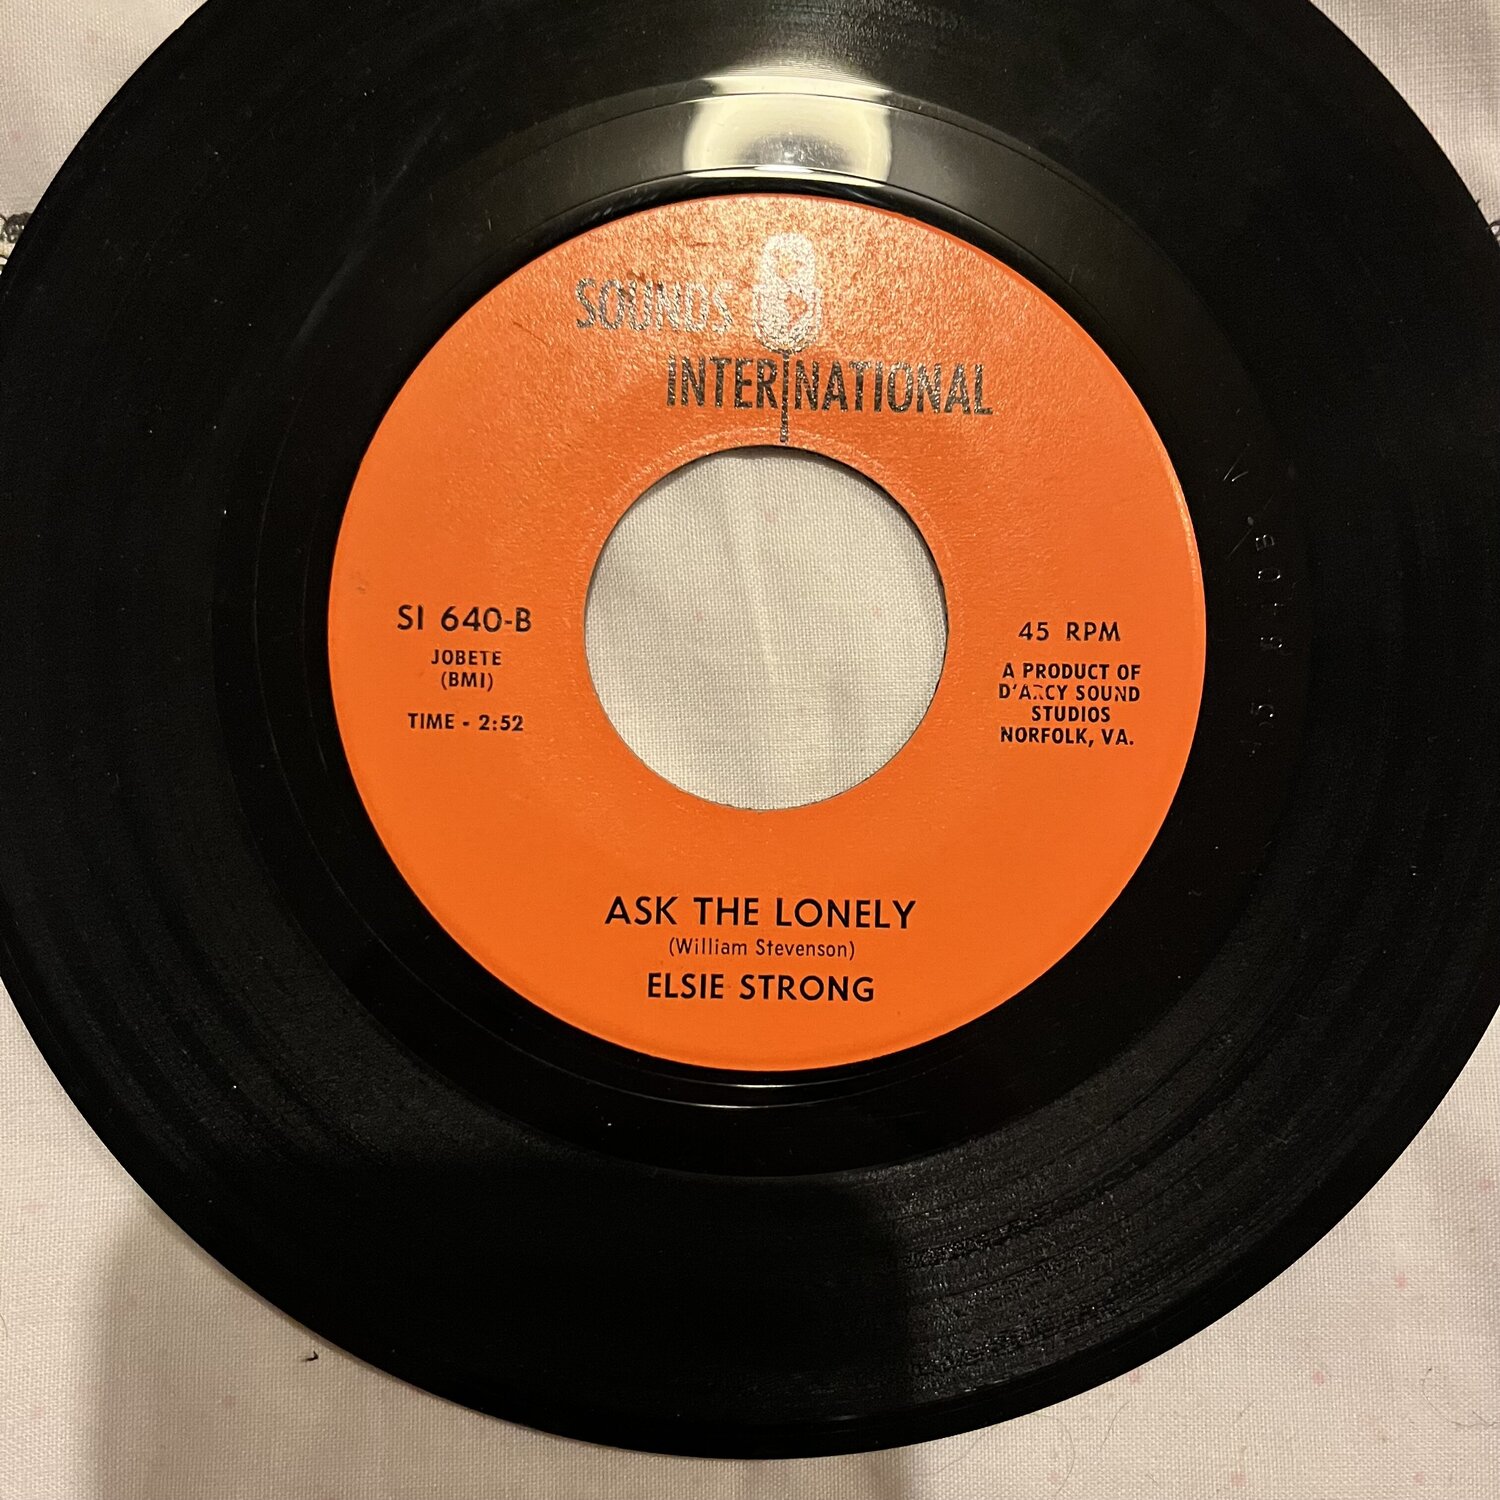 SOUNDS
INTERNATIONAL
SI 640-B
JOBETE
(BMI)
TIME - 2:52
45 RPM
A PRODUCT OF
D'ARCY SOUND
STUDIOS
NORFOLK, VA.
ASK THE LONELY
(William Stevenson)
ELSIE STRONG